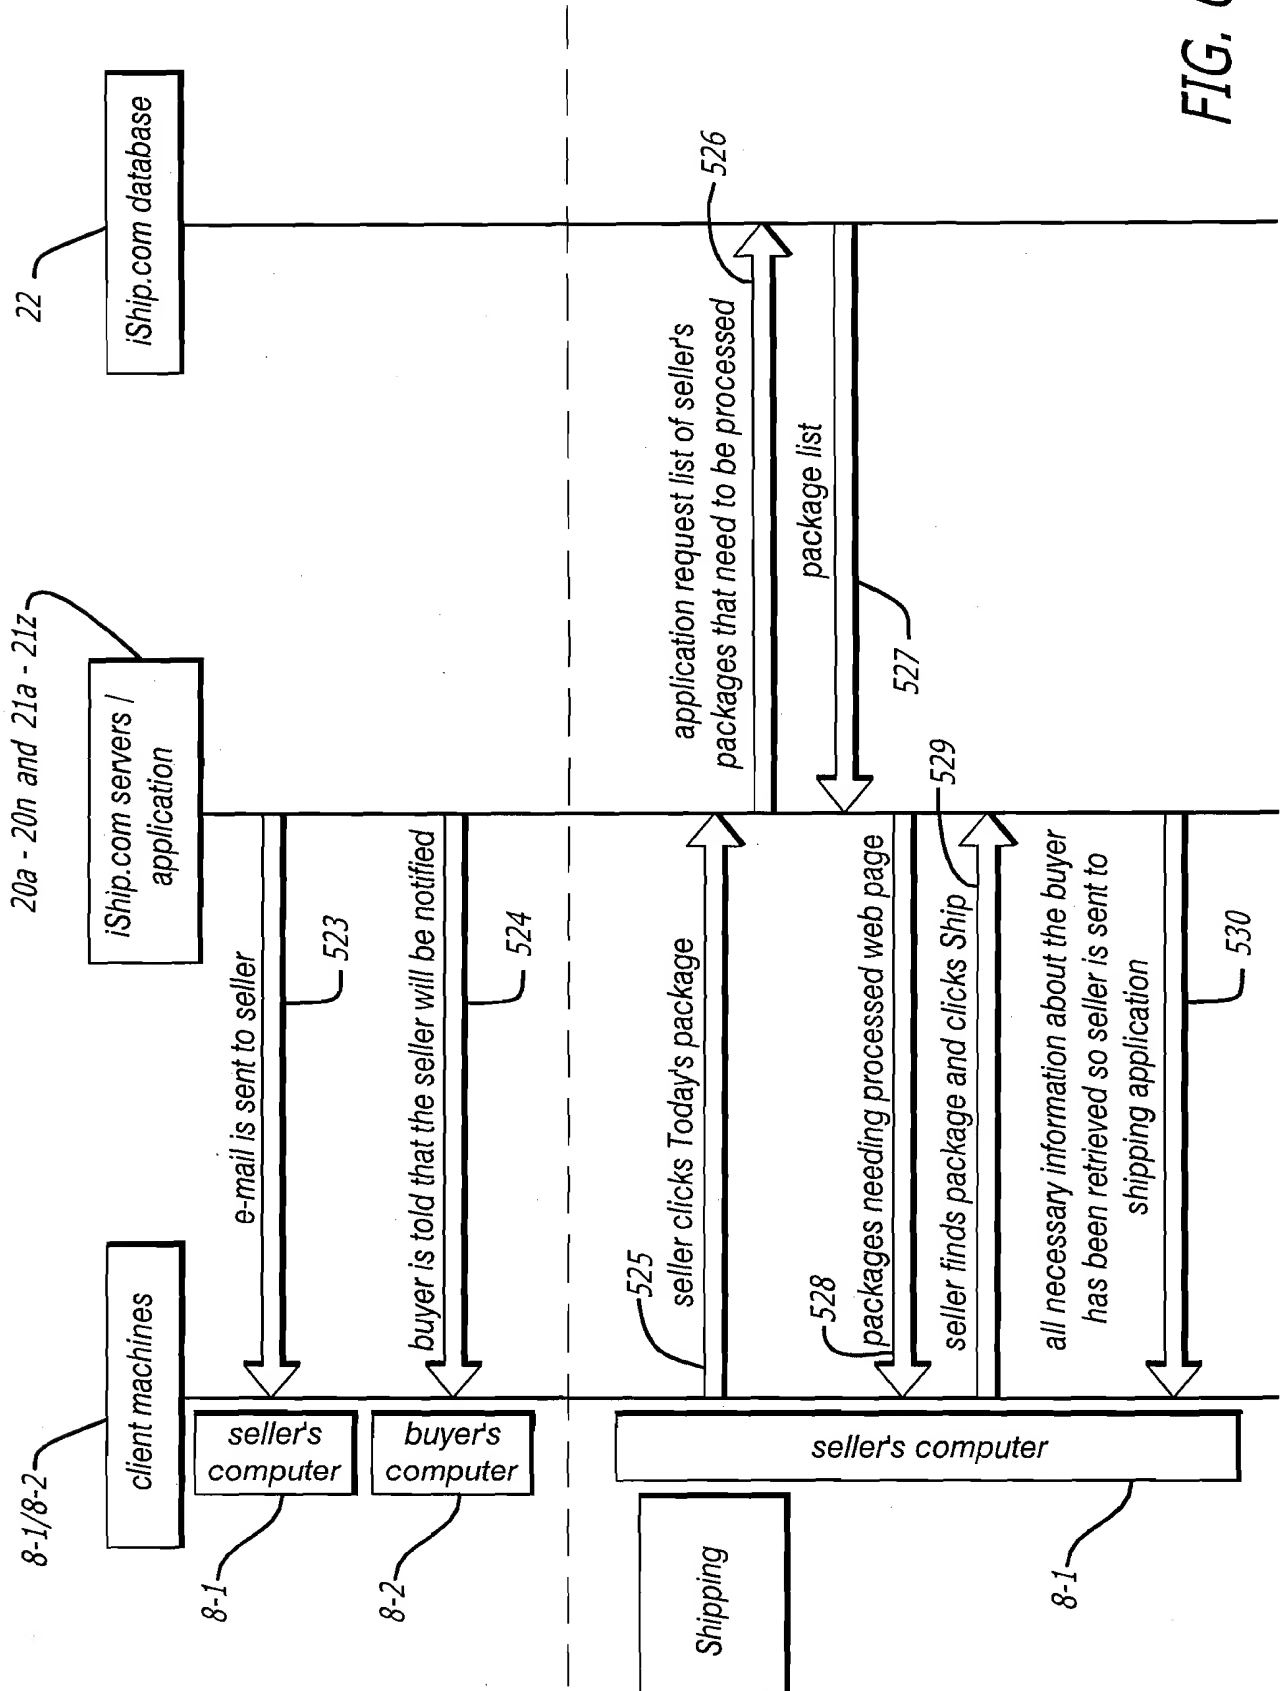 8-1/8-2
20a - 20n and 21a - 21z
22
client machines
iShip.com servers /
application
iShip.com database
seller's
computer
8-1
e-mail is sent to seller
523
buyer's
computer
8-2
buyer is told that the seller will be notified
524
Shipping
seller's computer
8-1
525
seller clicks Today's package
application request list of seller's
packages that need to be processed
526
package list
527
528
packages needing processed web page
seller finds package and clicks Ship
529
all necessary information about the buyer
has been retrieved so seller is sent to
shipping application
530
FIG.